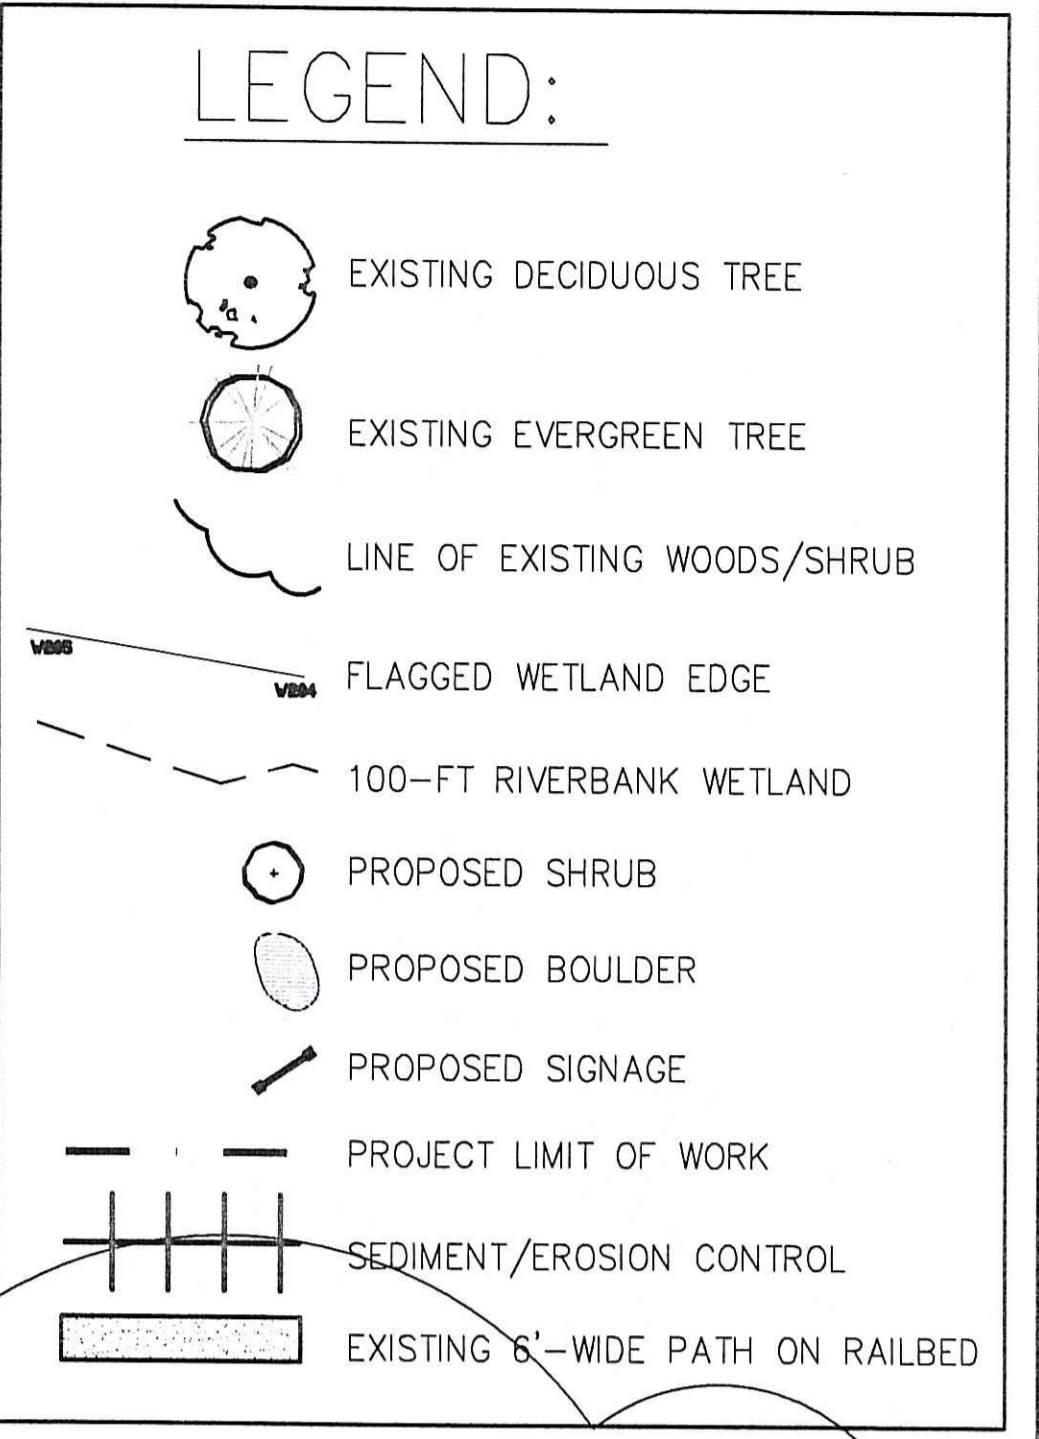 LEGEND:
EXISTING DECIDUOUS TREE
EXISTING EVERGREEN TREE
LINE OF EXISTING WOODS/SHRUB
W205
W204
FLAGGED WETLAND EDGE
100-FT RIVERBANK WETLAND
PROPOSED SHRUB
PROPOSED BOULDER
PROPOSED SIGNAGE
PROJECT LIMIT OF WORK
SEDIMENT/EROSION CONTROL
EXISTING 6'-WIDE PATH ON RAILBED